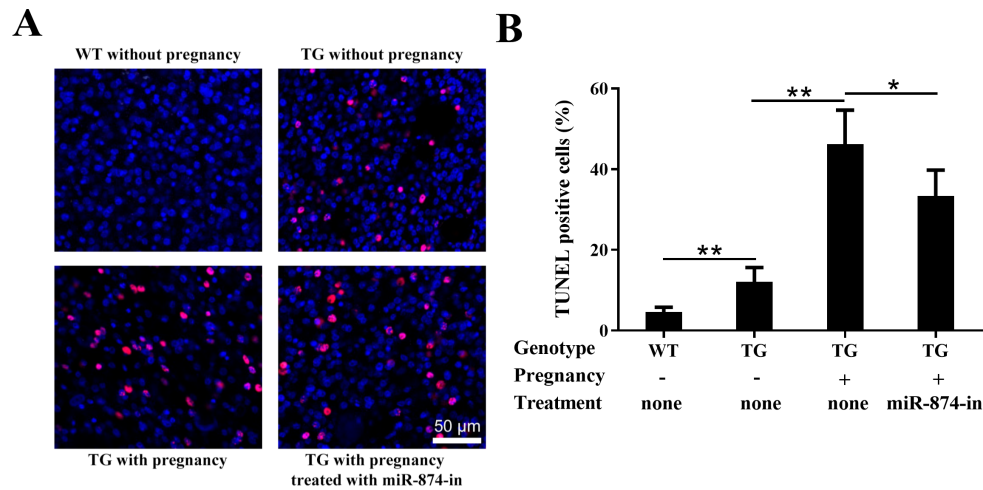 A
WT without pregnancy
TG without pregnancy
50 μm
TG with pregnancy
TG with pregnancy
treated with miR-874-in
B
TUNEL positive cells (%)
60
40
20
0
**
**
*
Genotype WT TG TG TG
Pregnancy - - + +
Treatment none none none miR-874-in